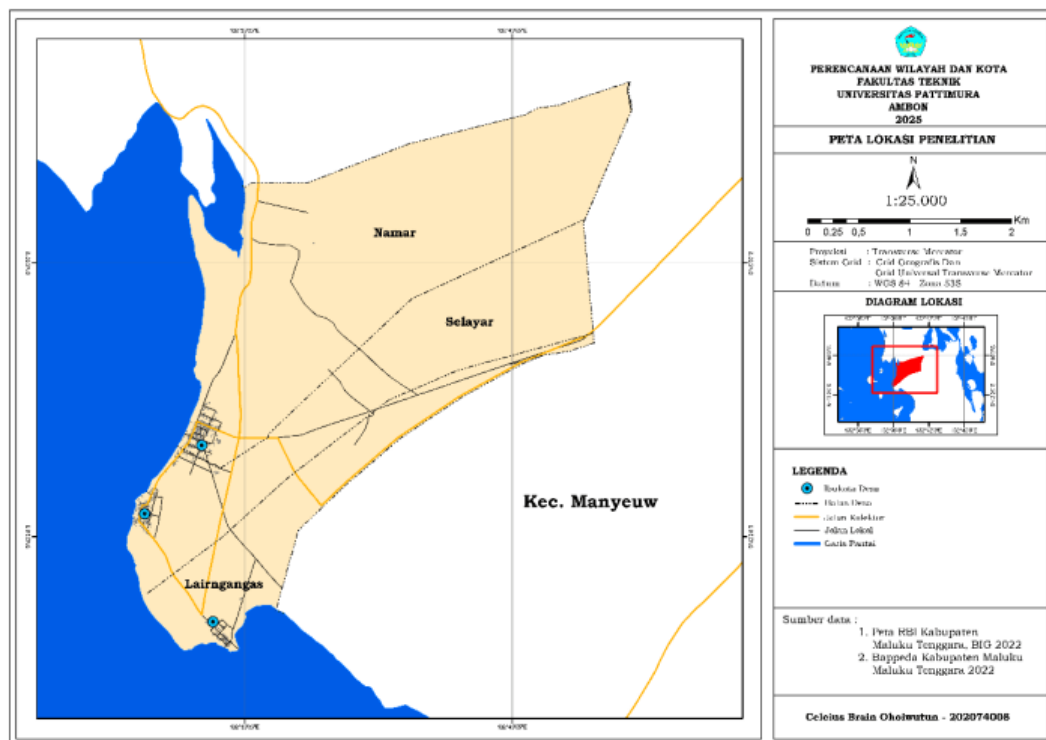 Namar
Selayar
Kec. Manyeuw
Lairngangas
PERENCANAAN WILAYAH DAN KOTA
FAKULTAS TEKNIK
UNIVERSITAS PATTIMURA
AMBON
2025
PETA LOKASI PENELITIAN
N
1:25.000
Km
0 0.25 0,5 1 1,5 2
Proyeksi : Transverse Mercator
Sistem Grid : Grid Geografis Dan
Grid Universal Transverse Mercator
Datum : WGS 84 Zona 53S
DIAGRAM LOKASI
LEGENDA
Ibukota Desa
Batas Desa
Jalan Kolektor
Jalan Lokal
Garis Pantai
Sumber data :
1. Peta RBI Kabupaten
Maluku Tenggara, BIG 2022
2. Bappeda Kabupaten Maluku
Maluku Tenggara 2022
Celcius Brain Ohoiwutun - 202074008